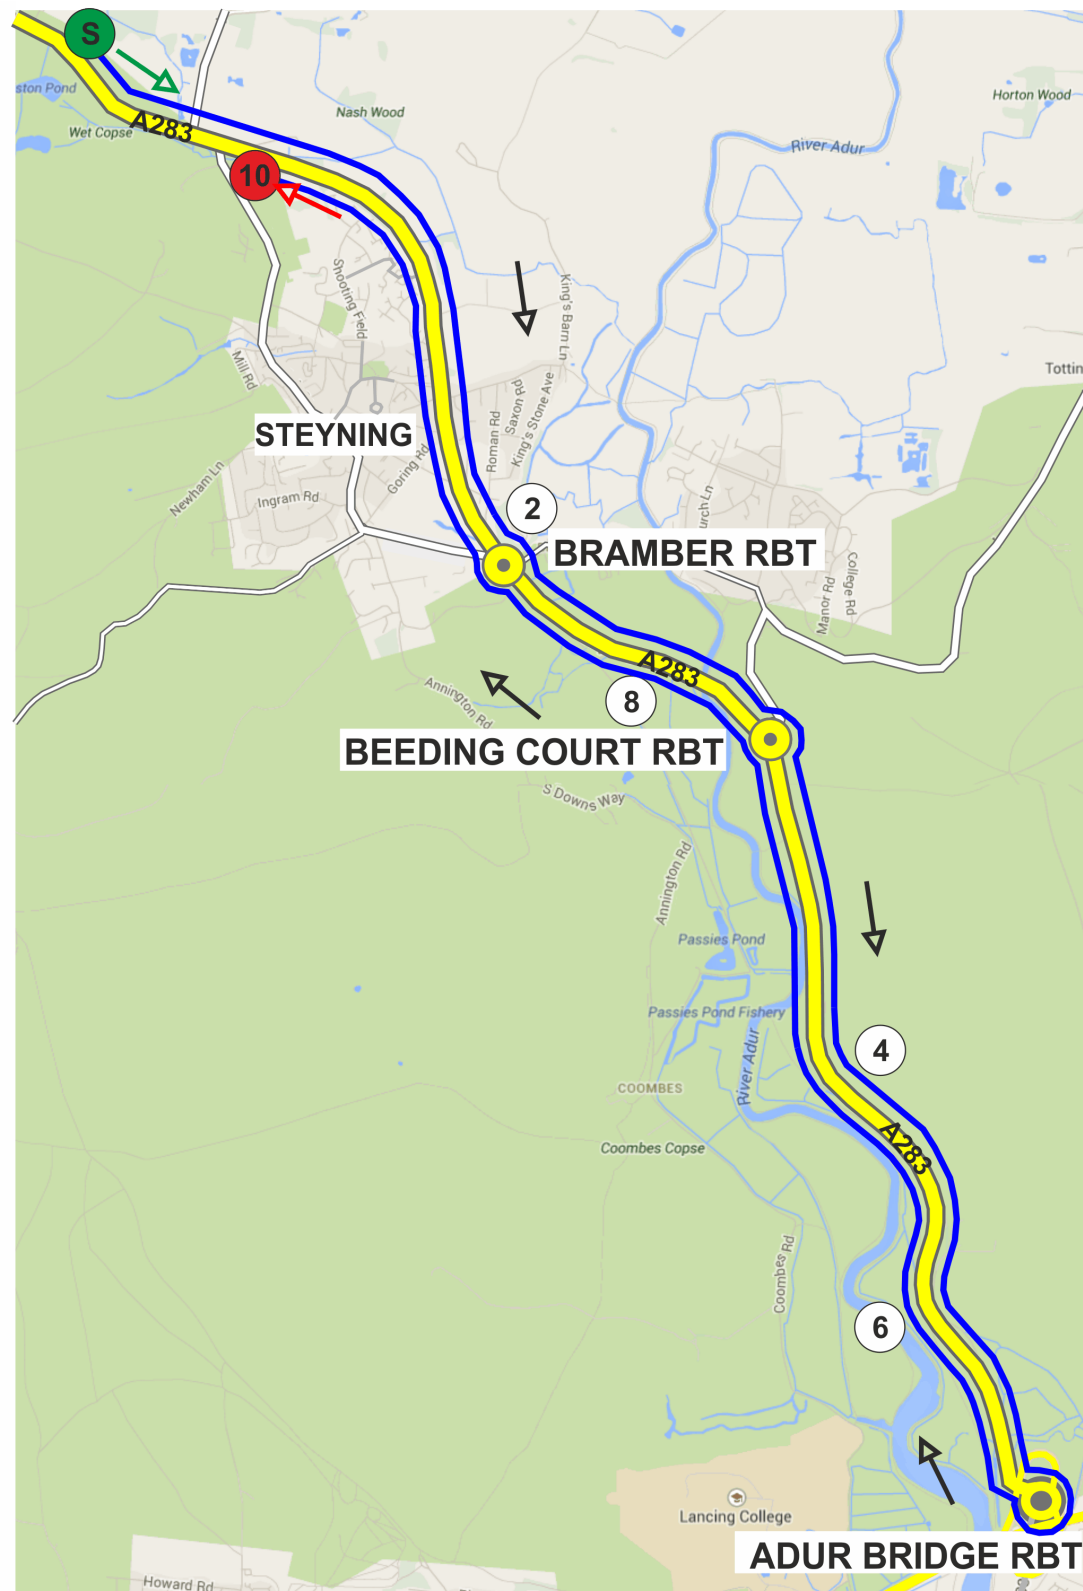 S
ston Pond
A283
Wet Copse
Nash Wood
Horton Wood
River Adur
10
Shooting Field
King's Barn Ln
Mill Rd
Tottin
Saxon Rd
King's Stone Ave
Roman Rd
STEYNING
Goring Rd
Newham Ln
Ingram Rd
urch Ln
2
BRAMBER RBT
College Rd
Manor Rd
A283
8
Annington Rd
BEEDING COURT RBT
S Downs Way
Annington Rd
Passies Pond
Passies Pond Fishery
4
River Adur
COOMBES
A283
Coombes Copse
Coombes Rd
6
Lancing College
ADUR BRIDGE RBT
Howard Rd